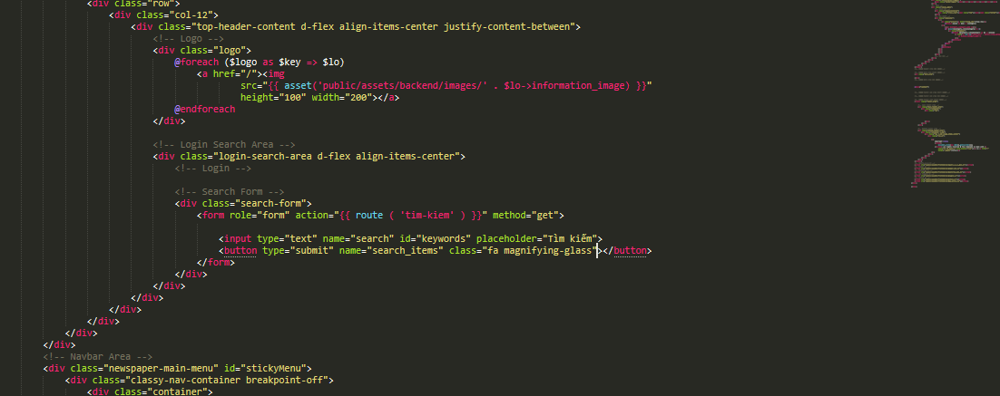 <div class="row">
<div class="col-12">
<div class="top-header-content d-flex align-items-center justify-content-between">
<!-- Logo -->
<div class="logo">
@foreach ($logo as $key => $lo)
<a href="/"><img
src="{{ asset('public/assets/backend/images/' . $lo->information_image) }}"
height="100" width="200"></a>
@endforeach
</div>
<!-- Login Search Area -->
<div class="login-search-area d-flex align-items-center">
<!-- Login -->
<!-- Search Form -->
<div class="search-form">
<form role="form" action="{{ route ( 'tim-kiem' ) }}" method="get">
<input type="text" name="search" id="keywords" placeholder="Tìm kiếm">
<button type="submit" name="search_items" class="fa magnifying-glass"></button>
</form>
</div>
</div>
</div>
</div>
</div>
</div>
</div>
<!-- Navbar Area -->
<div class="newspaper-main-menu" id="stickyMenu">
<div class="classy-nav-container breakpoint-off">
<div class="container">